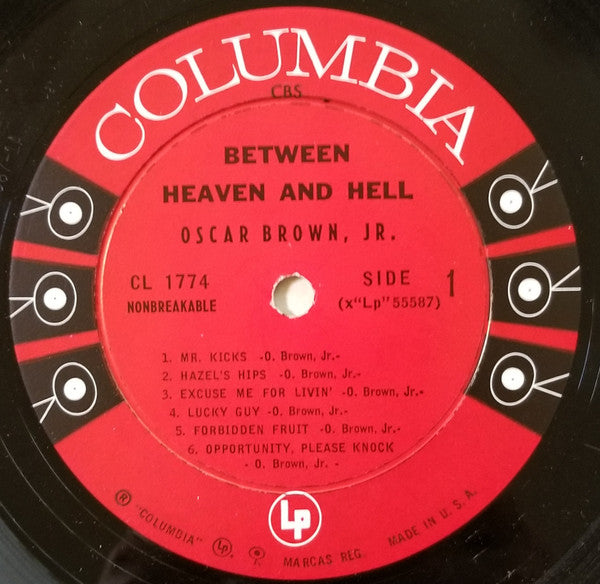 COLUMBIA
CBS
BETWEEN
HEAVEN AND HELL
OSCAR BROWN, JR.
CL 1774
NONBREAKABLE
SIDE 1
(x"Lp"55587)
1. MR. KICKS -O. Brown, Jr.-
2. HAZEL'S HIPS -O. Brown, Jr.-
3. EXCUSE ME FOR LIVIN' -O. Brown, Jr.-
4. LUCKY GUY -O. Brown, Jr.-
5. FORBIDDEN FRUIT -O. Brown, Jr.-
6. OPPORTUNITY, PLEASE KNOCK
-O. Brown, Jr.-
Lp
® "COLUMBIA" Lp MARCAS REG. MADE IN U. S. A.